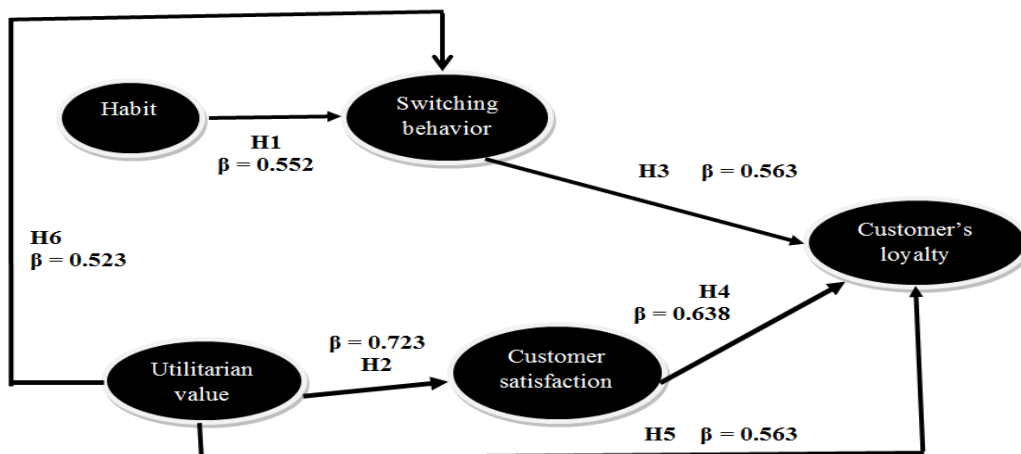 Habit
Switching
behavior
H1
β = 0.552
H3 β = 0.563
Customer's
loyalty
H6
β = 0.523
H4
β = 0.638
β = 0.723
H2
Utilitarian
value
Customer
satisfaction
H5 β = 0.563